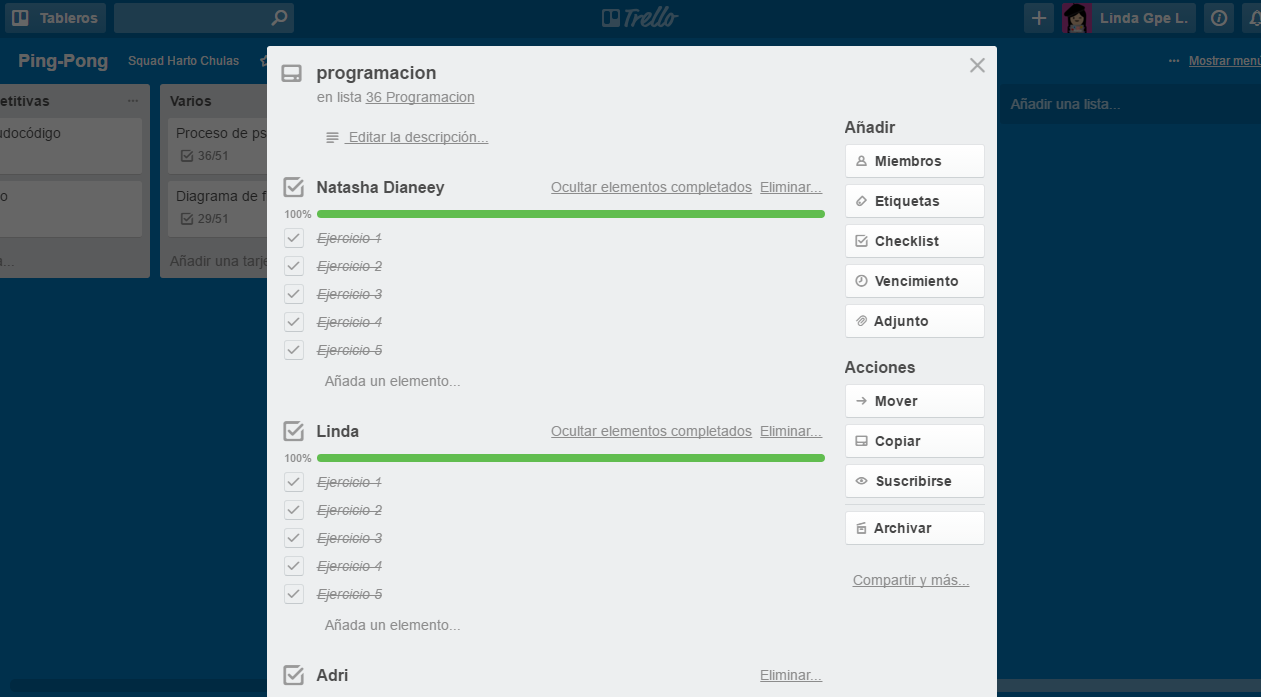 Tableros
Trello
Linda Gpe L.
Ping-Pong
Squad Harto Chulas
Mostrar menú
etitivas
udocódigo
o
a...
Varios
Proceso de ps
36/51
Diagrama de f
29/51
Añadir una tarje
programacion
en lista 36 Programacion
Editar la descripción...
Natasha Dianeey
Ocultar elementos completados Eliminar...
100%
Ejercicio 1
Ejercicio 2
Ejercicio 3
Ejercicio 4
Ejercicio 5
Añada un elemento...
Linda
Ocultar elementos completados Eliminar...
100%
Ejercicio 1
Ejercicio 2
Ejercicio 3
Ejercicio 4
Ejercicio 5
Añada un elemento...
Adri
Eliminar...
Añadir
Miembros
Etiquetas
Checklist
Vencimiento
Adjunto
Acciones
Mover
Copiar
Suscribirse
Archivar
Compartir y más...
Añadir una lista...